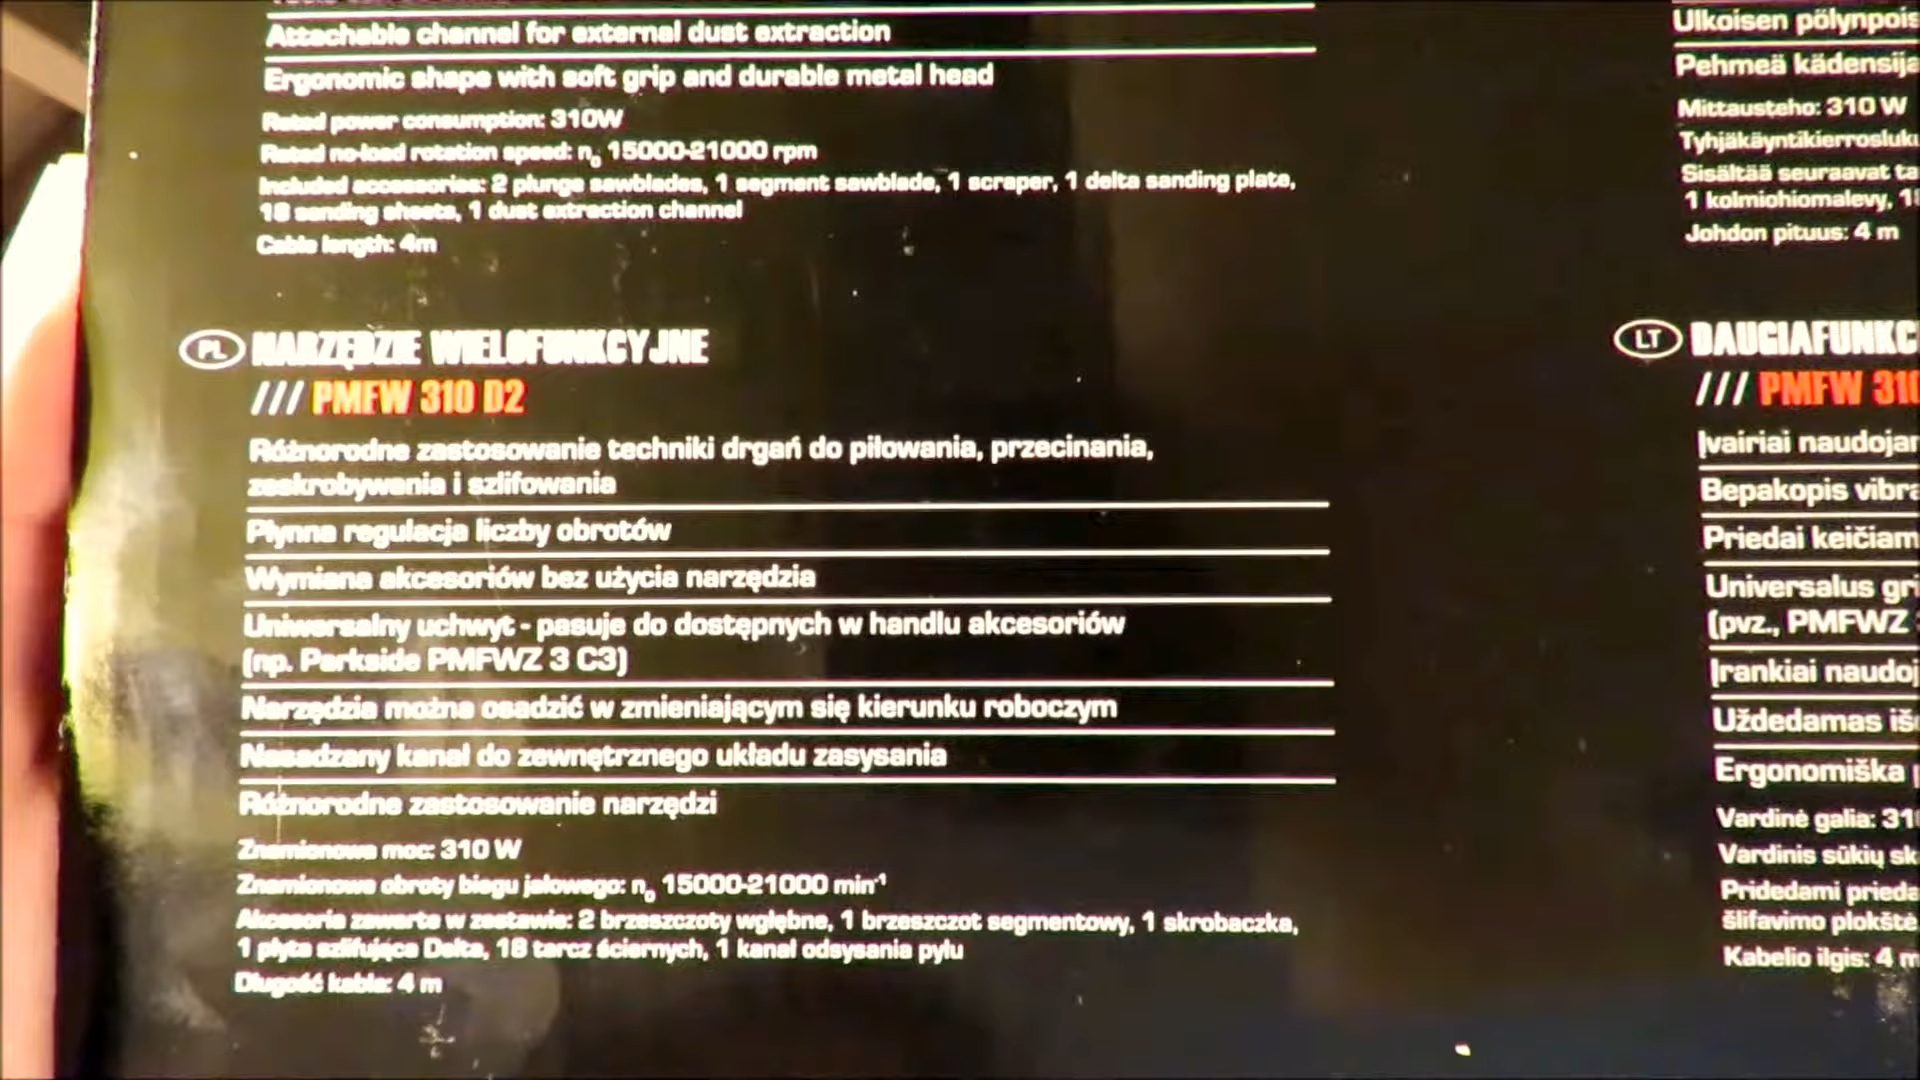 Attachable channel for external dust extraction
Ergonomic shape with soft grip and durable metal head
Rated power consumption: 310W
Rated no-load rotation speed: n₀ 15000-21000 rpm
Included accessories: 2 plunge sawblades, 1 segment sawblade, 1 scraper, 1 delta sanding plate,
18 sanding sheets, 1 dust extraction channel
Cable length: 4m
PL NARZĘDZIE WIELOFUNKCYJNE
/// PMFW 310 D2
Różnorodne zastosowanie techniki drgań do piłowania, przecinania,
zeskrobywania i szlifowania
Płynna regulacja liczby obrotów
Wymiana akcesoriów bez użycia narzędzia
Uniwersalny uchwyt - pasuje do dostępnych w handlu akcesoriów
(np. Parkside PMFWZ 3 C3)
Narzędzia można osadzić w zmieniającym się kierunku roboczym
Nasadzany kanał do zewnętrznego układu zasysania
Różnorodne zastosowanie narzędzi
Znamionowa moc: 310 W
Znamionowe obroty biegu jałowego: n₀ 15000-21000 min⁻¹
Akcesoria zawarte w zestawie: 2 brzeszczoty wgłębne, 1 brzeszczot segmentowy, 1 skrobaczka,
1 płyta szlifująca Delta, 18 tarcz ściernych, 1 kanał odsysania pyłu
Długość kabla: 4 m
Ulkoisen pölynpois
Pehmeä kädensija
Mittausteho: 310 W
Tyhjäkäyntikierrosluku
Sisältää seuraavat ta
1 kolmiohiomalevy, 1
Johdon pituus: 4 m
LT DAUGIAFUNKC
/// PMFW 310
Įvairiai naudojam
Bepakopis vibra
Priedai keičiam
Universalus gri
(pvz., PMFWZ
Įrankiai naudoj
Uždedamas iš
Ergonomiška
Vardinė galia: 31
Vardinis sūkių sk
Pridedami prieda
šlifavimo plokštė
Kabelio ilgis: 4 m